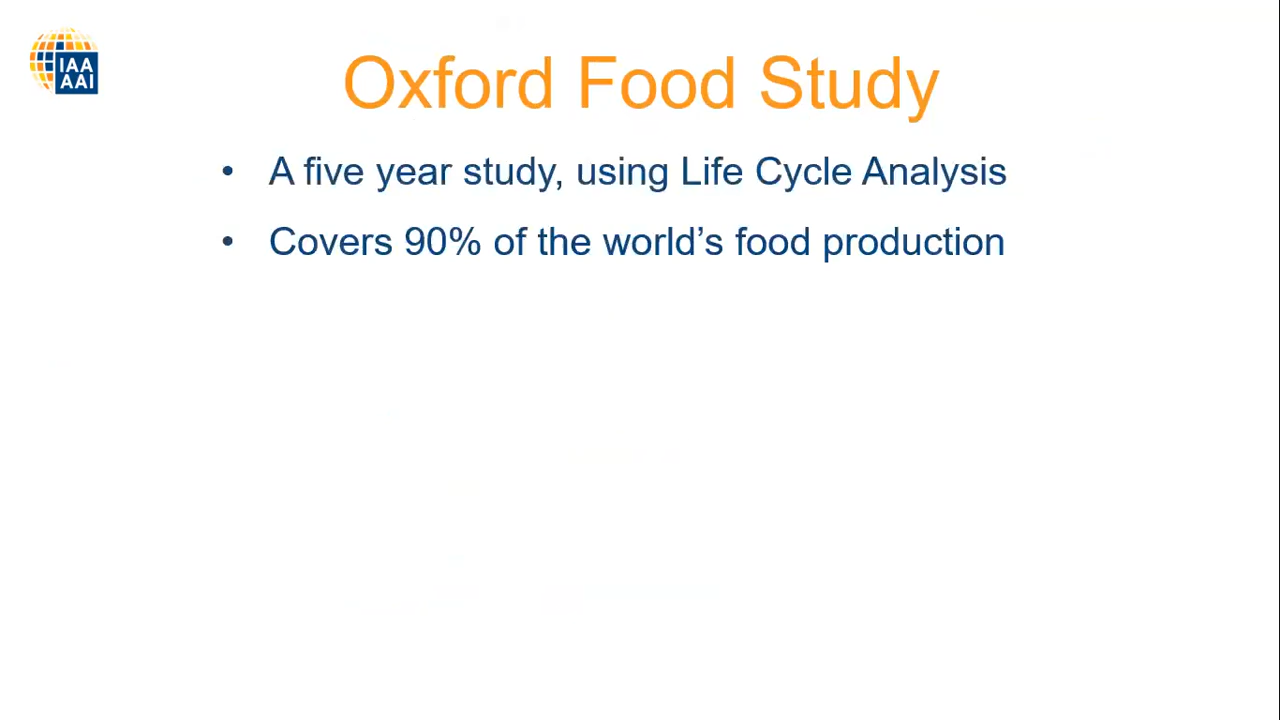 IAA
AAI
Oxford Food Study
• A five year study, using Life Cycle Analysis
• Covers 90% of the world’s food production